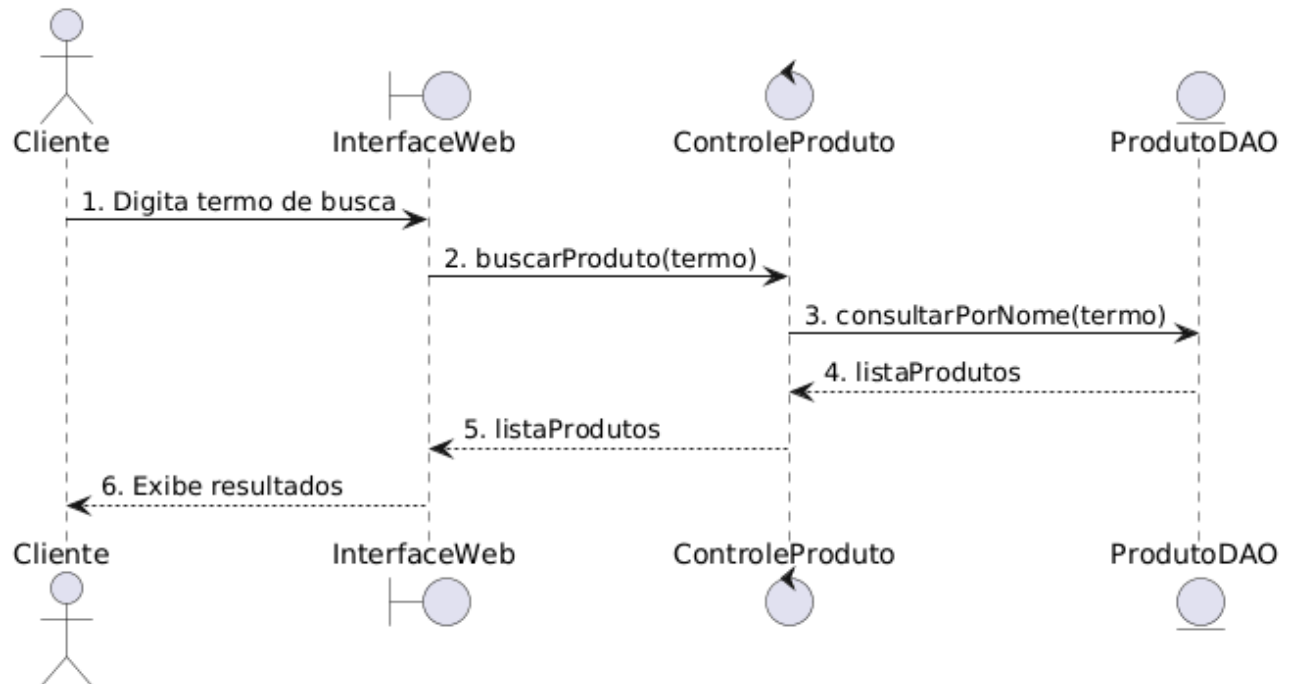 Cliente
InterfaceWeb
ControleProduto
ProdutoDAO
1. Digita termo de busca
2. buscarProduto(termo)
3. consultarPorNome(termo)
4. listaProdutos
5. listaProdutos
6. Exibe resultados
Cliente
InterfaceWeb
ControleProduto
ProdutoDAO